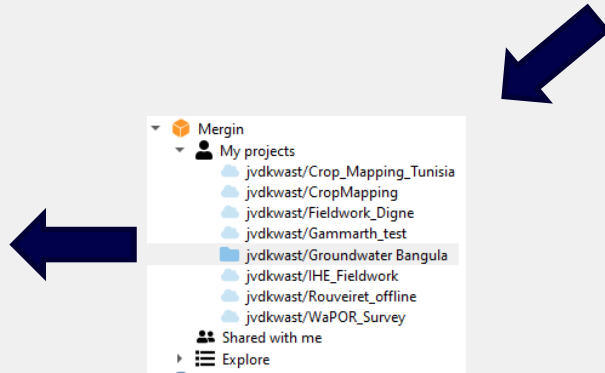 Mergin
My projects
jvdkwast/Crop_Mapping_Tunisia
jvdkwast/CropMapping
jvdkwast/Fieldwork_Digne
jvdkwast/Gammarth_test
jvdkwast/Groundwater Bangula
jvdkwast/IHE_Fieldwork
jvdkwast/Rouveiret_offline
jvdkwast/WaPOR_Survey
Shared with me
Explore